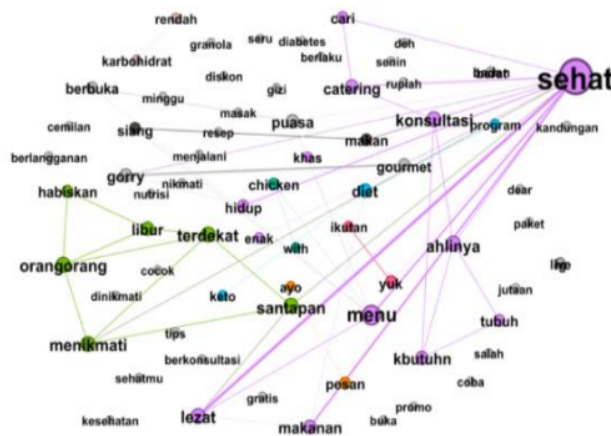 rendah
cari
seru
diabetes
deh
granola
berlaku
senin
karbohidrat
diskon
sehat
berbuka
gizi
catering
rupiah
minggu
masak
puasa
konsultasi
program
kandungan
cemilan
siang
resep
makan
berlangganan
menjalani
khas
gorry
gourmet
habiskan
nutrisi
nikmati
chicken
diet
dear
hidup
libur
terdekat
enak
with
ikutan
paket
orangorang
cocok
ahlinya
dinikmati
keto
ayo
yuk
jutaan
santapan
menu
tubuh
menikmati
tips
berkonsultasi
kbutuhn
salah
sehatmu
gratis
pesan
coba
kesehatan
lezat
makanan
buka
promo